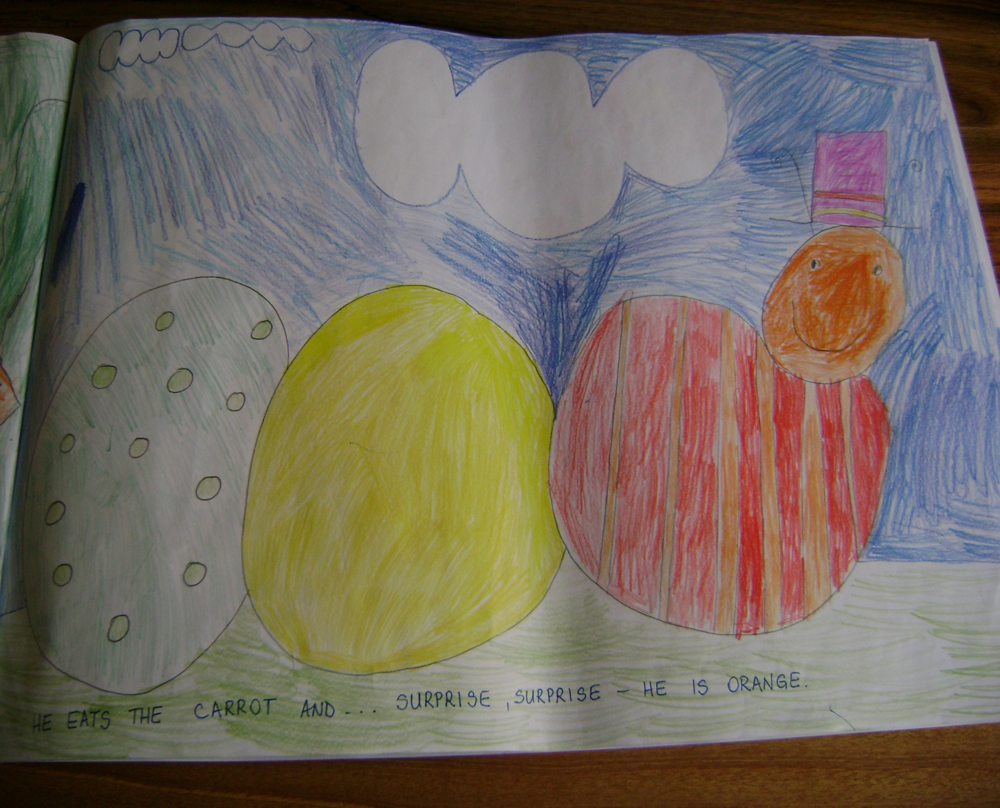 HE EATS THE CARROT AND... SURPRISE, SURPRISE – HE IS ORANGE.